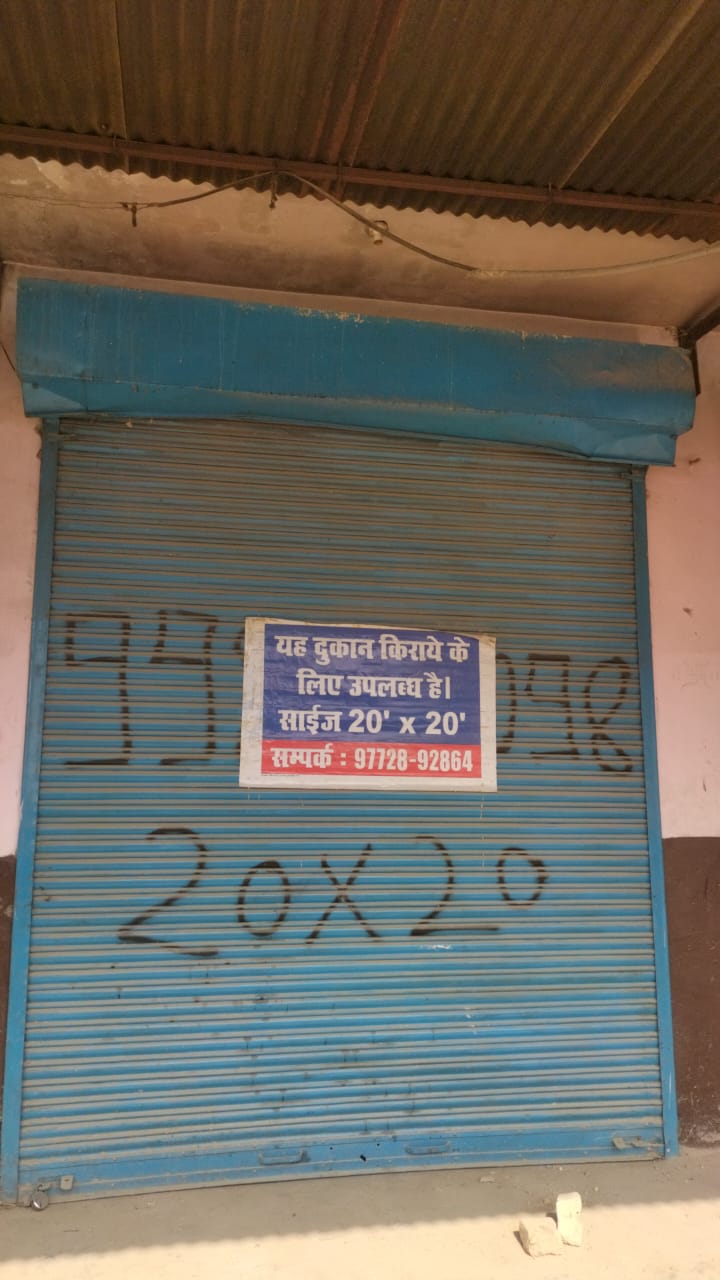 यह दुकान किराये के
लिए उपलब्ध है।
साईज 20' x 20'
सम्पर्क : 97728-92864
20x20